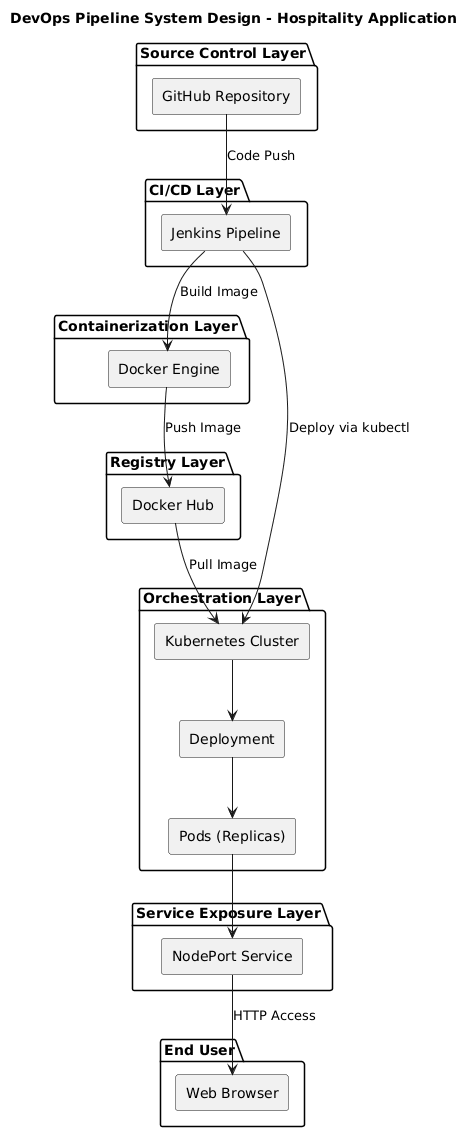 DevOps Pipeline System Design - Hospitality Application
Source Control Layer
GitHub Repository
Code Push
CI/CD Layer
Jenkins Pipeline
Build Image
Containerization Layer
Docker Engine
Push Image
Deploy via kubectl
Registry Layer
Docker Hub
Pull Image
Orchestration Layer
Kubernetes Cluster
Deployment
Pods (Replicas)
Service Exposure Layer
NodePort Service
HTTP Access
End User
Web Browser